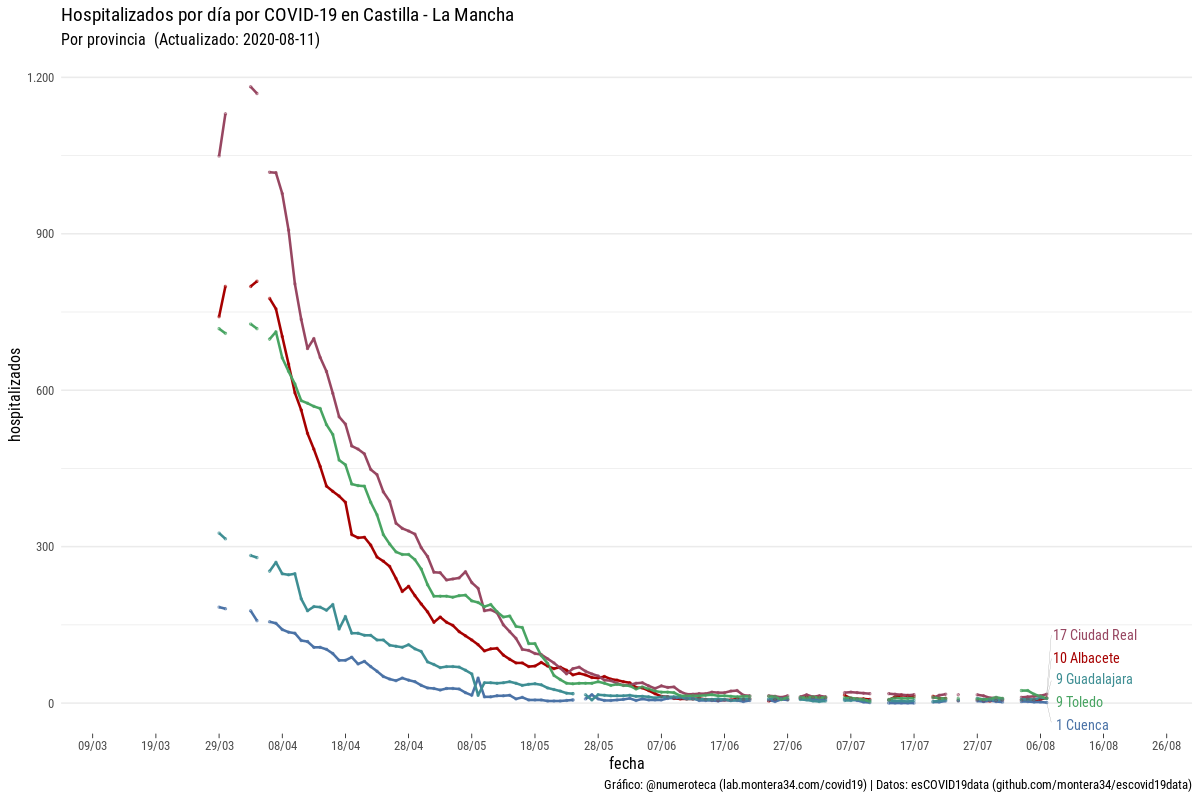 Hospitalizados por día por COVID-19 en Castilla - La Mancha
Por provincia (Actualizado: 2020-08-11)
hospitalizados
1.200
900
600
300
0
17 Ciudad Real
10 Albacete
9 Guadalajara
9 Toledo
1 Cuenca
09/03 19/03 29/03 08/04 18/04 28/04 08/05 18/05 28/05 07/06 17/06 27/06 07/07 17/07 27/07 06/08 16/08 26/08
fecha
Gráfico: @numeroteca (lab.montera34.com/covid19) | Datos: esCOVID19data (github.com/montera34/escovid19data)